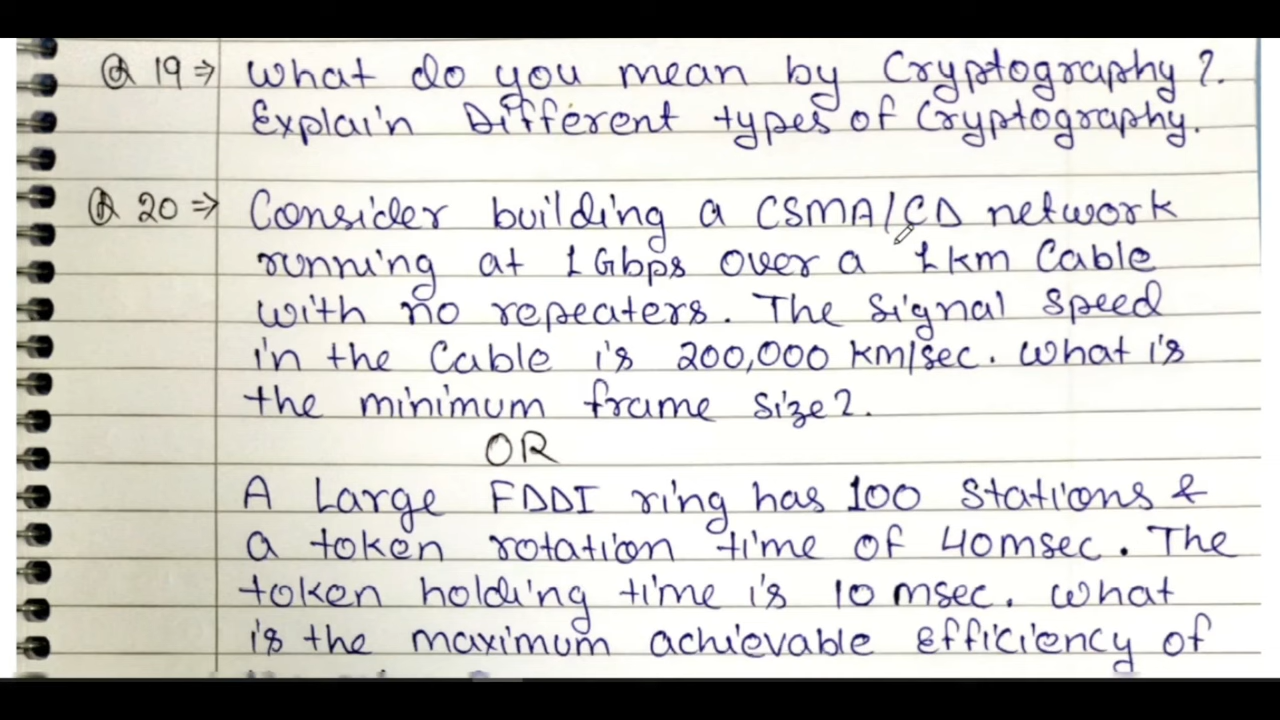 Q 19 ⇒ What do you mean by Cryptography?.
Explain Different types of Cryptography.
Q 20 ⇒ Consider building a CSMA/CD network
running at 1 Gbps over a 1 km Cable
with no repeaters. The Signal Speed
in the Cable is 200,000 km/sec. What is
the minimum frame size?.
OR
A Large FDDI ring has 100 Stations &
a token rotation time of 40msec. The
token holding time is 10 msec. What
is the maximum achievable Efficiency of